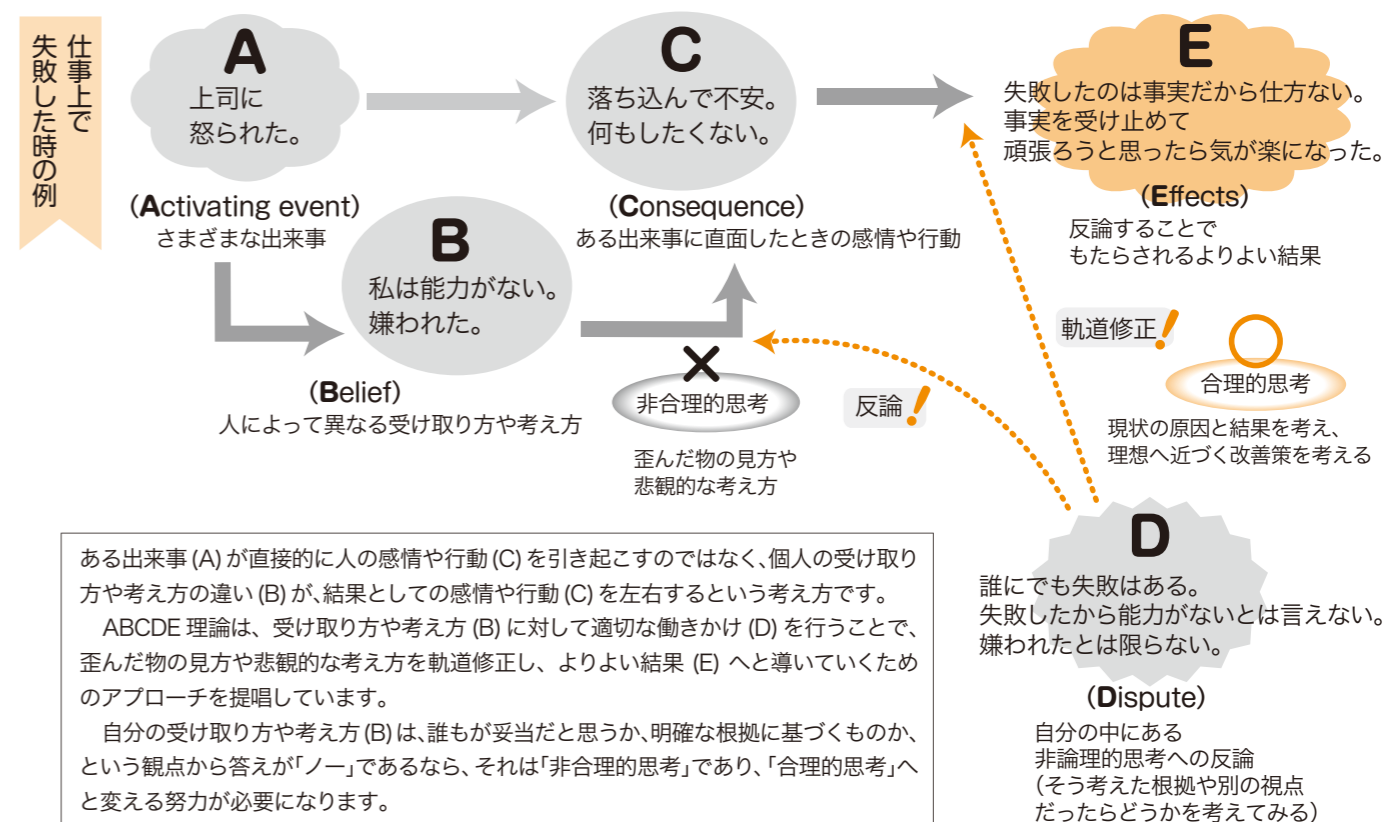 仕事上で
失敗した時の例
A
上司に
怒られた。
(Activating event)
さまざまな出来事
B
私は能力がない。
嫌われた。
(Belief)
人によって異なる受け取り方や考え方
C
落ち込んで不安。
何もしたくない。
(Consequence)
ある出来事に直面したときの感情や行動
非合理的思考
歪んだ物の見方や
悲観的な考え方
反論!
E
失敗したのは事実だから仕方ない。
事実を受け止めて
頑張ろうと思ったら気が楽になった。
(Effects)
反論することで
もたらされるよりよい結果
軌道修正!
合理的思考
現状の原因と結果を考え、
理想へ近づく改善策を考える
D
誰にでも失敗はある。
失敗したから能力がないとは言えない。
嫌われたとは限らない。
(Dispute)
自分の中にある
非論理的思考への反論
(そう考えた根拠や別の視点
だったらどうかを考えてみる)
ある出来事(A)が直接的に人の感情や行動(C)を引き起こすのではなく、個人の受け取り
方や考え方の違い(B)が、結果としての感情や行動(C)を左右するという考え方です。
ABCDE理論は、受け取り方や考え方(B)に対して適切な働きかけ(D)を行うことで、
歪んだ物の見方や悲観的な考え方を軌道修正し、よりよい結果(E)へと導いていくため
のアプローチを提唱しています。
自分の受け取り方や考え方(B)は、誰もが妥当だと思うか、明確な根拠に基づくものか、
という観点から答えが「ノー」であるなら、それは「非合理的思考」であり、「合理的思考」へ
と変える努力が必要になります。